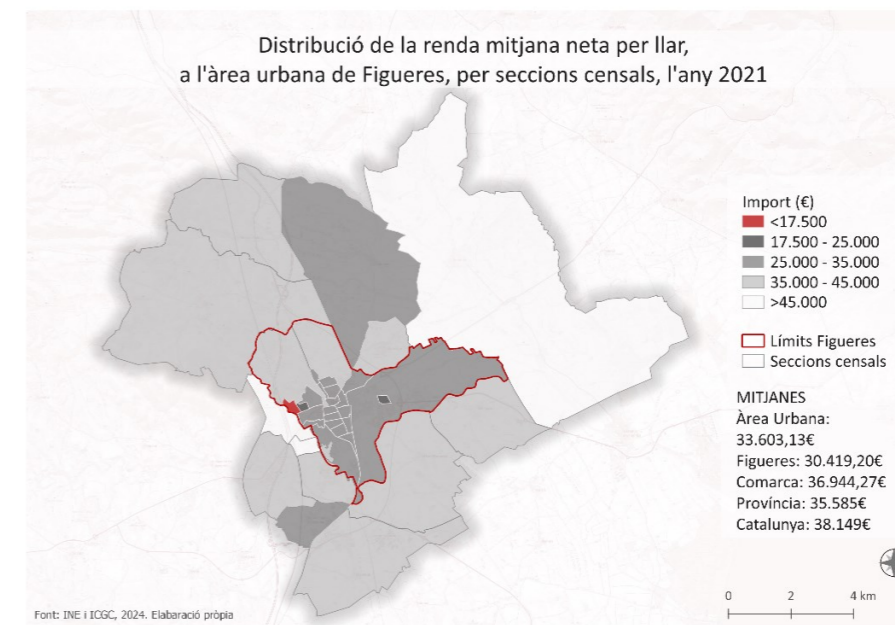 Distribució de la renda mitjana neta per llar,
a l'àrea urbana de Figueres, per seccions censals, l'any 2021
Import (€)
<17.500
17.500 - 25.000
25.000 - 35.000
35.000 - 45.000
>45.000
Límits Figueres
Seccions censals
MITJANES
Àrea Urbana:
33.603,13€
Figueres: 30.419,20€
Comarca: 36.944,27€
Província: 35.585€
Catalunya: 38.149€
0 2 4 km
Font: INE i ICGC, 2024. Elabaració pròpia